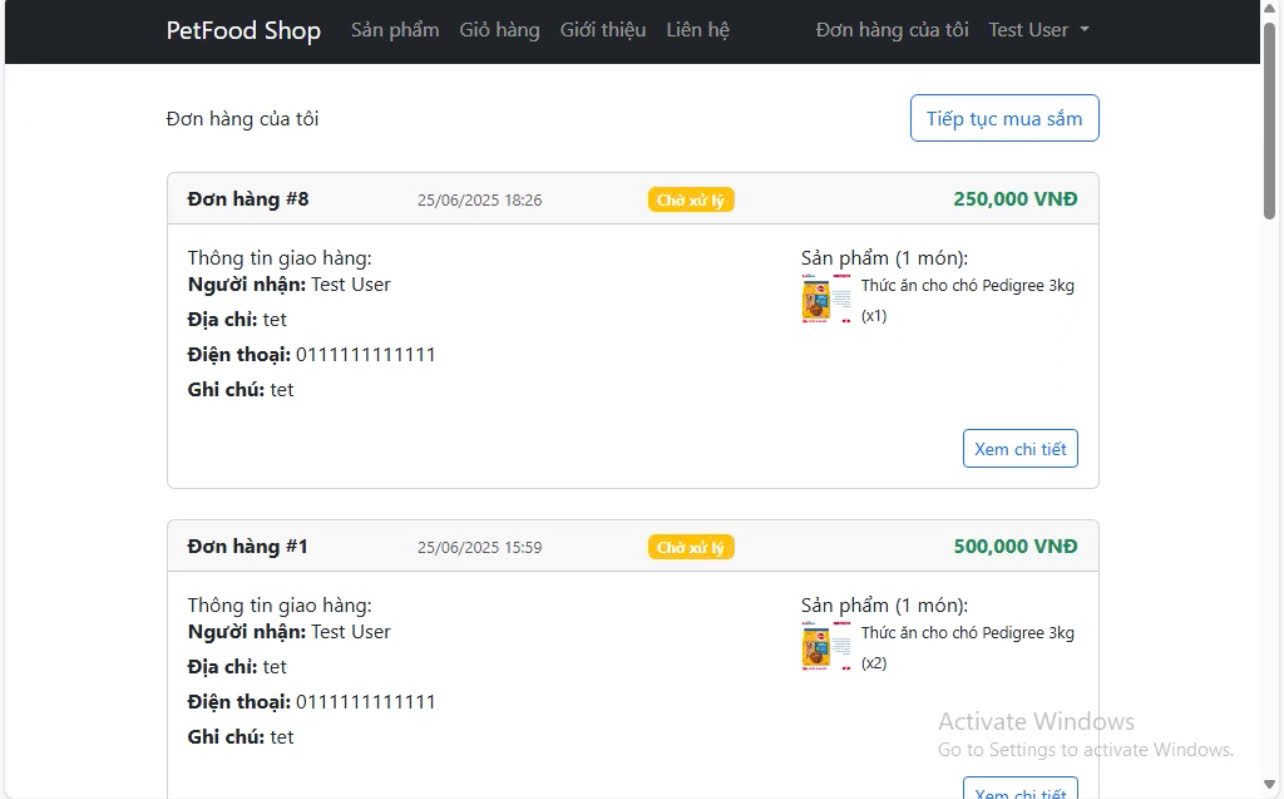 PetFood Shop Sản phẩm Giỏ hàng Giới thiệu Liên hệ Đơn hàng của tôi Test User
Đơn hàng của tôi
Tiếp tục mua sắm
Đơn hàng #8 25/06/2025 18:26 Chờ xử lý 250,000 VNĐ
Thông tin giao hàng:
Người nhận: Test User
Địa chỉ: tet
Điện thoại: 0111111111111
Ghi chú: tet
Sản phẩm (1 món):
Thức ăn cho chó Pedigree 3kg
(x1)
Xem chi tiết
Đơn hàng #1 25/06/2025 15:59 Chờ xử lý 500,000 VNĐ
Thông tin giao hàng:
Người nhận: Test User
Địa chỉ: tet
Điện thoại: 0111111111111
Ghi chú: tet
Sản phẩm (1 món):
Thức ăn cho chó Pedigree 3kg
(x2)
Xem chi tiết
Activate Windows
Go to Settings to activate Windows.